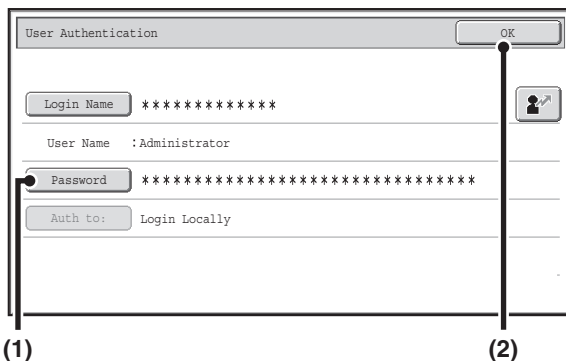 User Authentication OK
Login Name *************
User Name :Administrator
Password ********************************
Auth to: Login Locally
(1) (2)